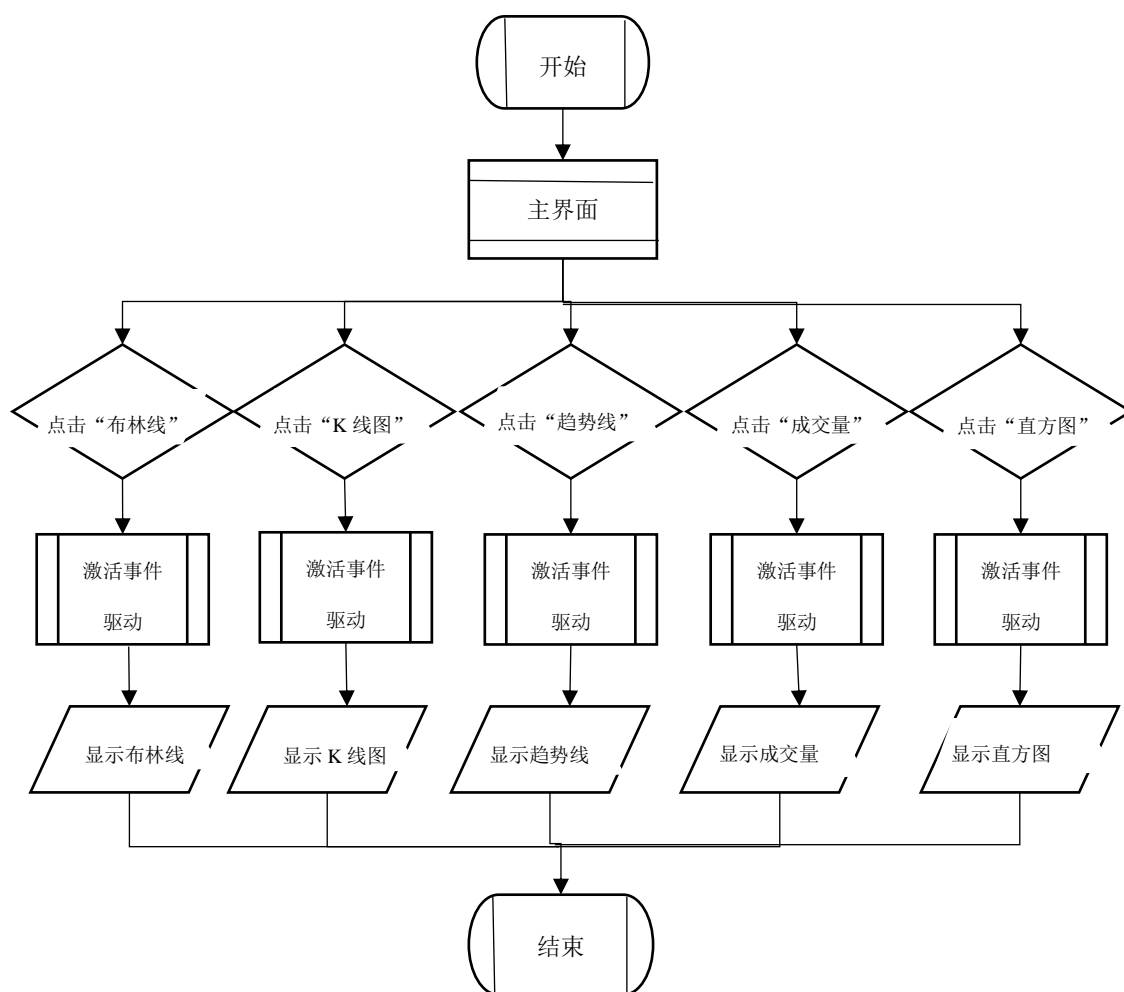 开始
主界面
点击“布林线”
点击“K 线图”
点击“趋势线”
点击“成交量”
点击“直方图”
激活事件
驱动
激活事件
驱动
激活事件
驱动
激活事件
驱动
激活事件
驱动
显示布林线
显示 K 线图
显示趋势线
显示成交量
显示直方图
结束